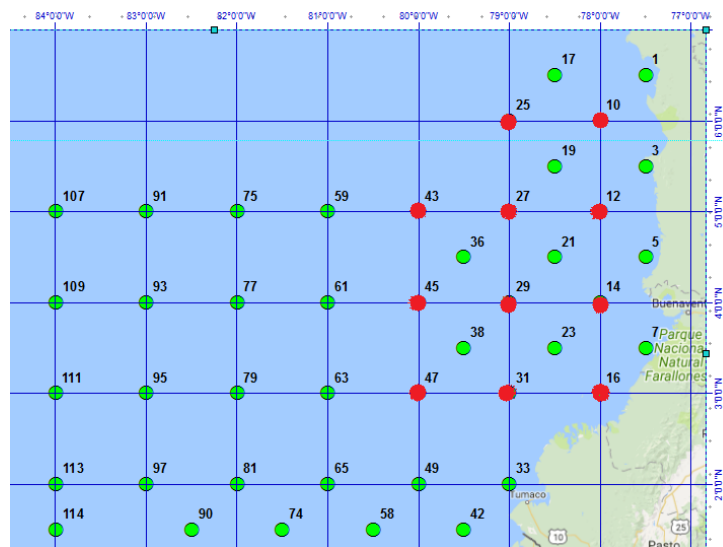 84°0'0"W 83°0'0"W 82°0'0"W 81°0'0"W 80°0'0"W 79°0'0"W 78°0'0"W 77°0'0"W
17 1
25 10
6°0'0"N
19 3
107 91 75 59 43 27 12
5°0'0"N
36 21 5
109 93 77 61 45 29 14
Buenavent
4°0'0"N
38 23 7
Parque
Naciona
Natural
Farallones
111 95 79 63 47 31 16
3°0'0"N
113 97 81 65 49 33
2°0'0"N
Tumaco
114 90 74 58 42
10 25
Pasto